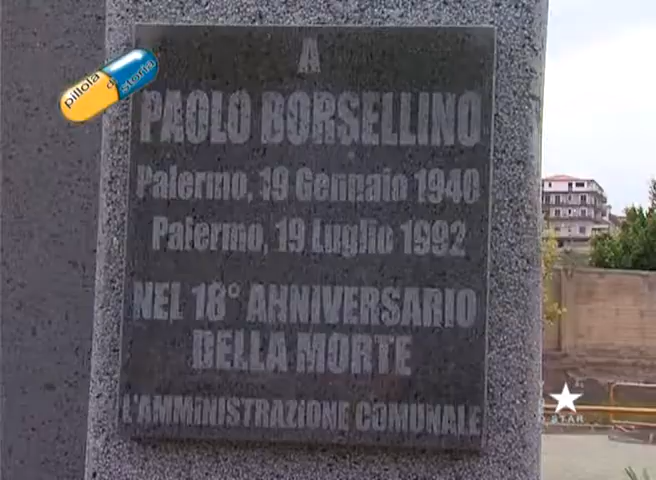 A
PAOLO BORSELLINO
Palermo, 19 Gennaio 1940
Palermo, 19 Luglio 1992
NEL 18° ANNIVERSARIO
DELLA MORTE
L'AMMINISTRAZIONE COMUNALE
pillola
di
storia
STAR